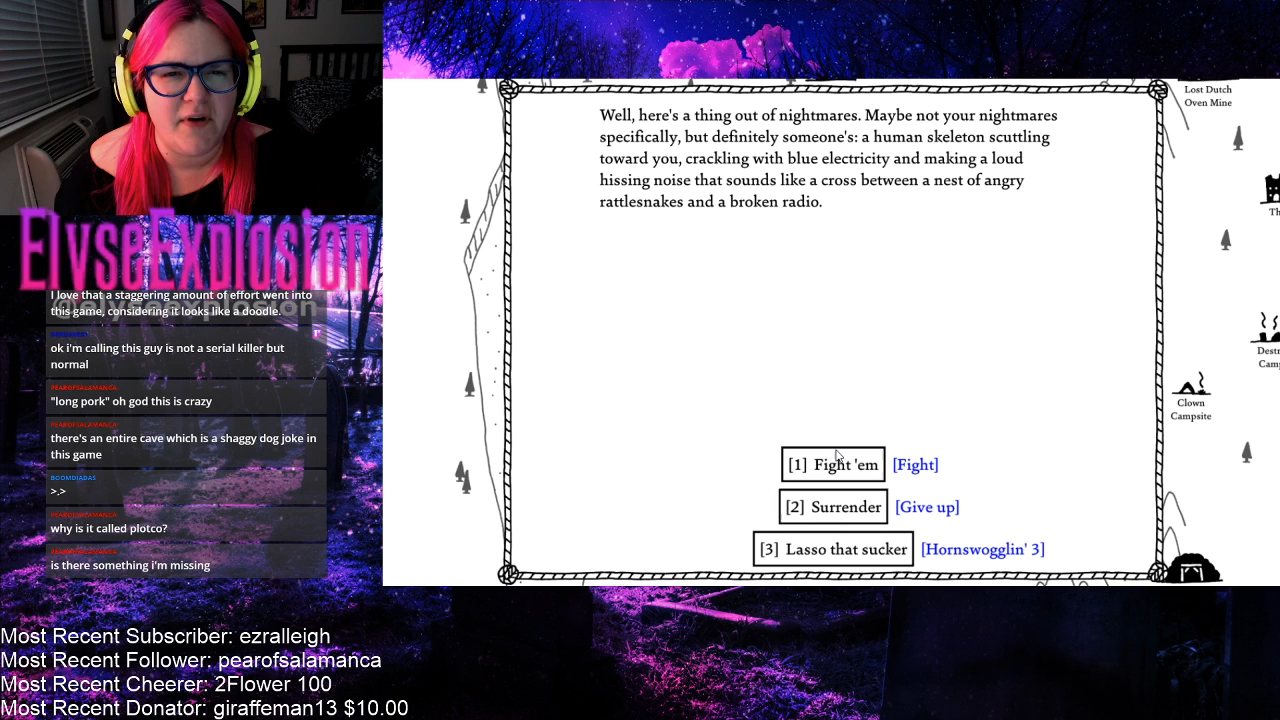 ElyseExplosion
@elyseexplosion
I love that a staggering amount of effort went into
this game, considering it looks like a doodle.
ok i'm calling this guy is not a serial killer but
normal
PEAROFSALAMANCA
"long pork" oh god this is crazy
PEAROFSALAMANCA
there's an entire cave which is a shaggy dog joke in
this game
BOOMDIADAS
>.>
PEAROFSALAMANCA
why is it called plotco?
PEAROFSALAMANCA
is there something i'm missing
Most Recent Subscriber: ezralleigh
Most Recent Follower: pearofsalamanca
Most Recent Cheerer: 2Flower 100
Most Recent Donator: giraffeman13 $10.00
Well, here's a thing out of nightmares. Maybe not your nightmares
specifically, but definitely someone's: a human skeleton scuttling
toward you, crackling with blue electricity and making a loud
hissing noise that sounds like a cross between a nest of angry
rattlesnakes and a broken radio.
[1] Fight 'em [Fight]
[2] Surrender [Give up]
[3] Lasso that sucker [Hornswogglin' 3]
Lost Dutch
Oven Mine
Th
Destr
Camp
Clown
Campsite